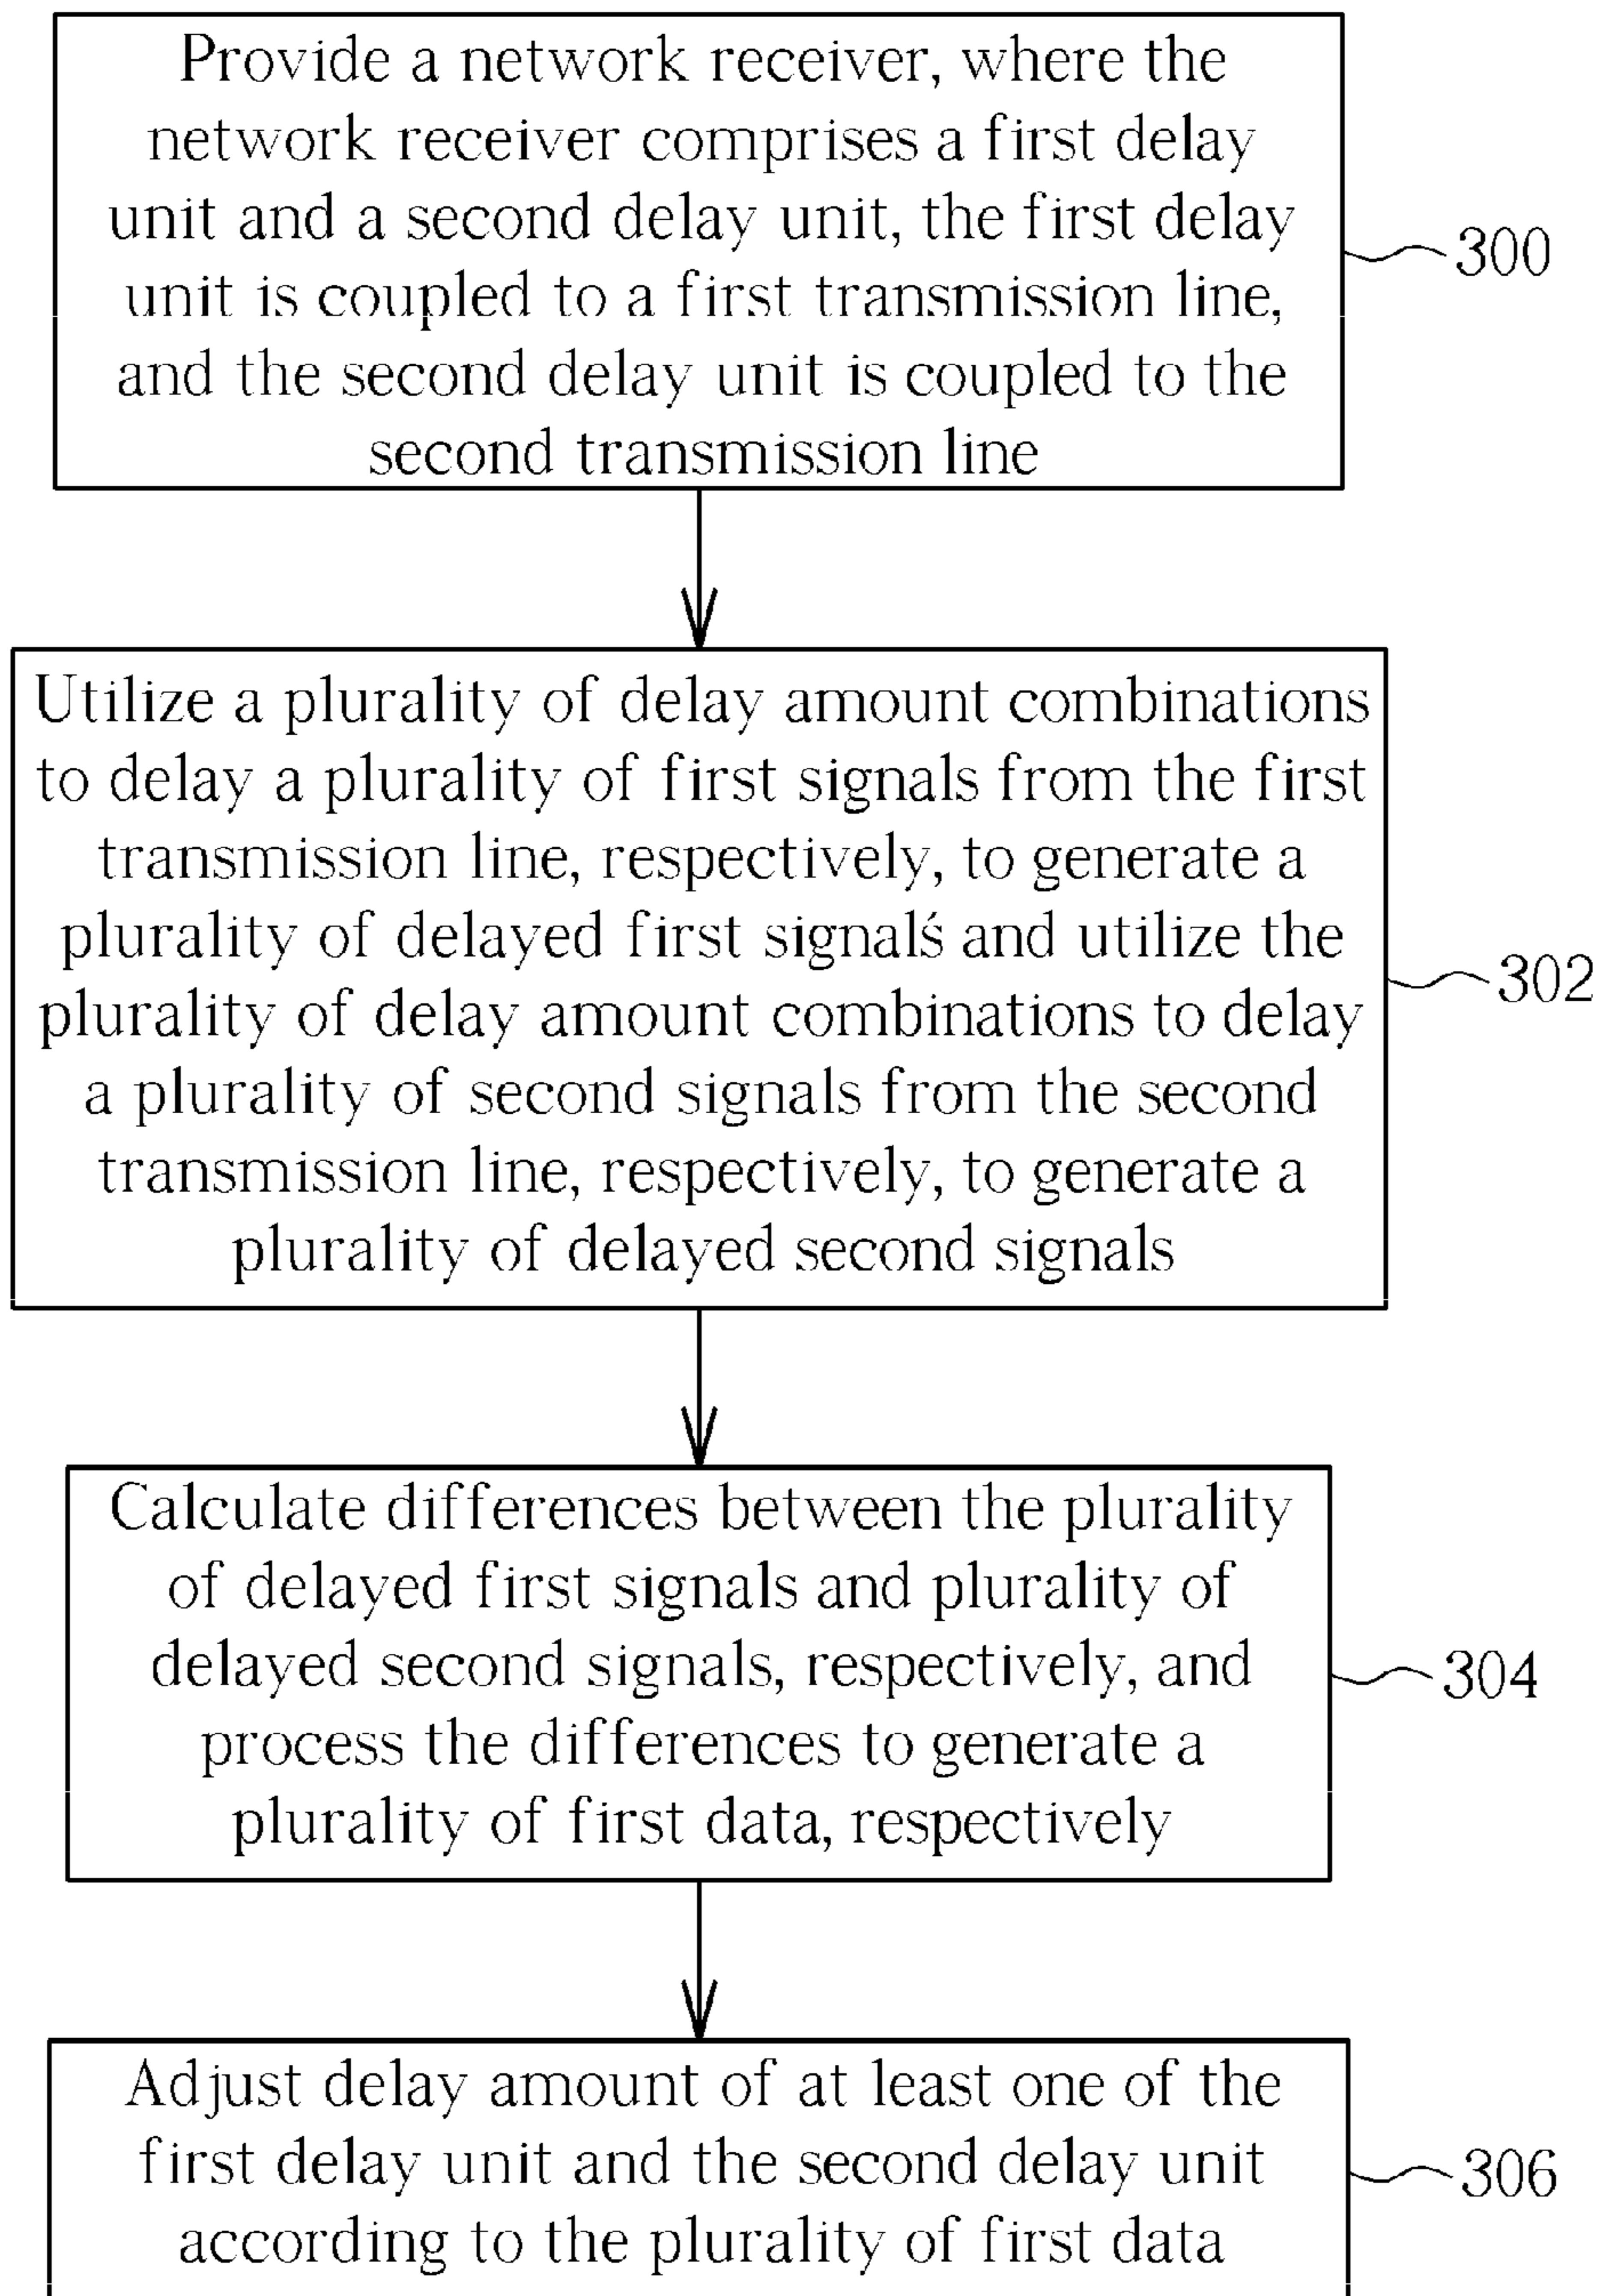 Provide a network receiver, where the
network receiver comprises a first delay
unit and a second delay unit, the first delay
unit is coupled to a first transmission line,
and the second delay unit is coupled to the
second transmission line
300
Utilize a plurality of delay amount combinations
to delay a plurality of first signals from the first
transmission line, respectively, to generate a
plurality of delayed first signals´ and utilize the
plurality of delay amount combinations to delay
a plurality of second signals from the second
transmission line, respectively, to generate a
plurality of delayed second signals
302
Calculate differences between the plurality
of delayed first signals and plurality of
delayed second signals, respectively, and
process the differences to generate a
plurality of first data, respectively
304
Adjust delay amount of at least one of the
first delay unit and the second delay unit
according to the plurality of first data
306